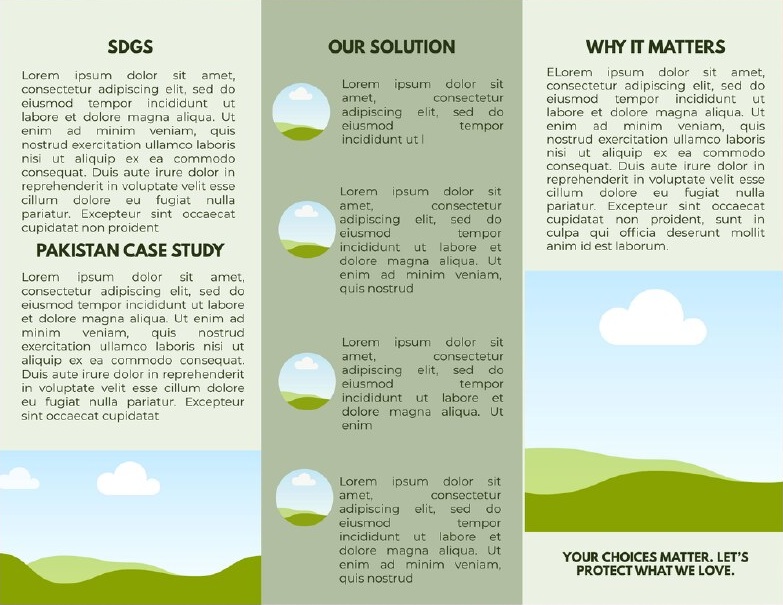 SDGS
Lorem ipsum dolor sit amet,
consectetur adipiscing elit, sed do
eiusmod tempor incididunt ut
labore et dolore magna aliqua. Ut
enim ad minim veniam, quis
nostrud exercitation ullamco laboris
nisi ut aliquip ex ea commodo
consequat. Duis aute irure dolor in
reprehenderit in voluptate velit esse
cillum dolore eu fugiat nulla
pariatur. Excepteur sint occaecat
cupidatat non proident
PAKISTAN CASE STUDY
Lorem ipsum dolor sit amet,
consectetur adipiscing elit, sed do
eiusmod tempor incididunt ut labore
et dolore magna aliqua. Ut enim ad
minim veniam, quis nostrud
exercitation ullamco laboris nisi ut
aliquip ex ea commodo consequat.
Duis aute irure dolor in reprehenderit
in voluptate velit esse cillum dolore
eu fugiat nulla pariatur. Excepteur
sint occaecat cupidatat
OUR SOLUTION
Lorem ipsum dolor sit
amet, consectetur
adipiscing elit, sed do
eiusmod tempor
incididunt ut l
Lorem ipsum dolor sit
amet, consectetur
adipiscing elit, sed do
eiusmod tempor
incididunt ut labore et
dolore magna aliqua. Ut
enim ad minim veniam,
quis nostrud
Lorem ipsum dolor sit
amet, consectetur
adipiscing elit, sed do
eiusmod tempor
incididunt ut labore et
dolore magna aliqua. Ut
enim
Lorem ipsum dolor sit
amet, consectetur
adipiscing elit, sed do
eiusmod tempor
incididunt ut labore et
dolore magna aliqua. Ut
enim ad minim veniam,
quis nostrud
WHY IT MATTERS
ELorem ipsum dolor sit amet,
consectetur adipiscing elit, sed do
eiusmod tempor incididunt ut
labore et dolore magna aliqua. Ut
enim ad minim veniam, quis
nostrud exercitation ullamco laboris
nisi ut aliquip ex ea commodo
consequat. Duis aute irure dolor in
reprehenderit in voluptate velit esse
cillum dolore eu fugiat nulla
pariatur. Excepteur sint occaecat
cupidatat non proident, sunt in
culpa qui officia deserunt mollit
anim id est laborum.
YOUR CHOICES MATTER. LET'S
PROTECT WHAT WE LOVE.